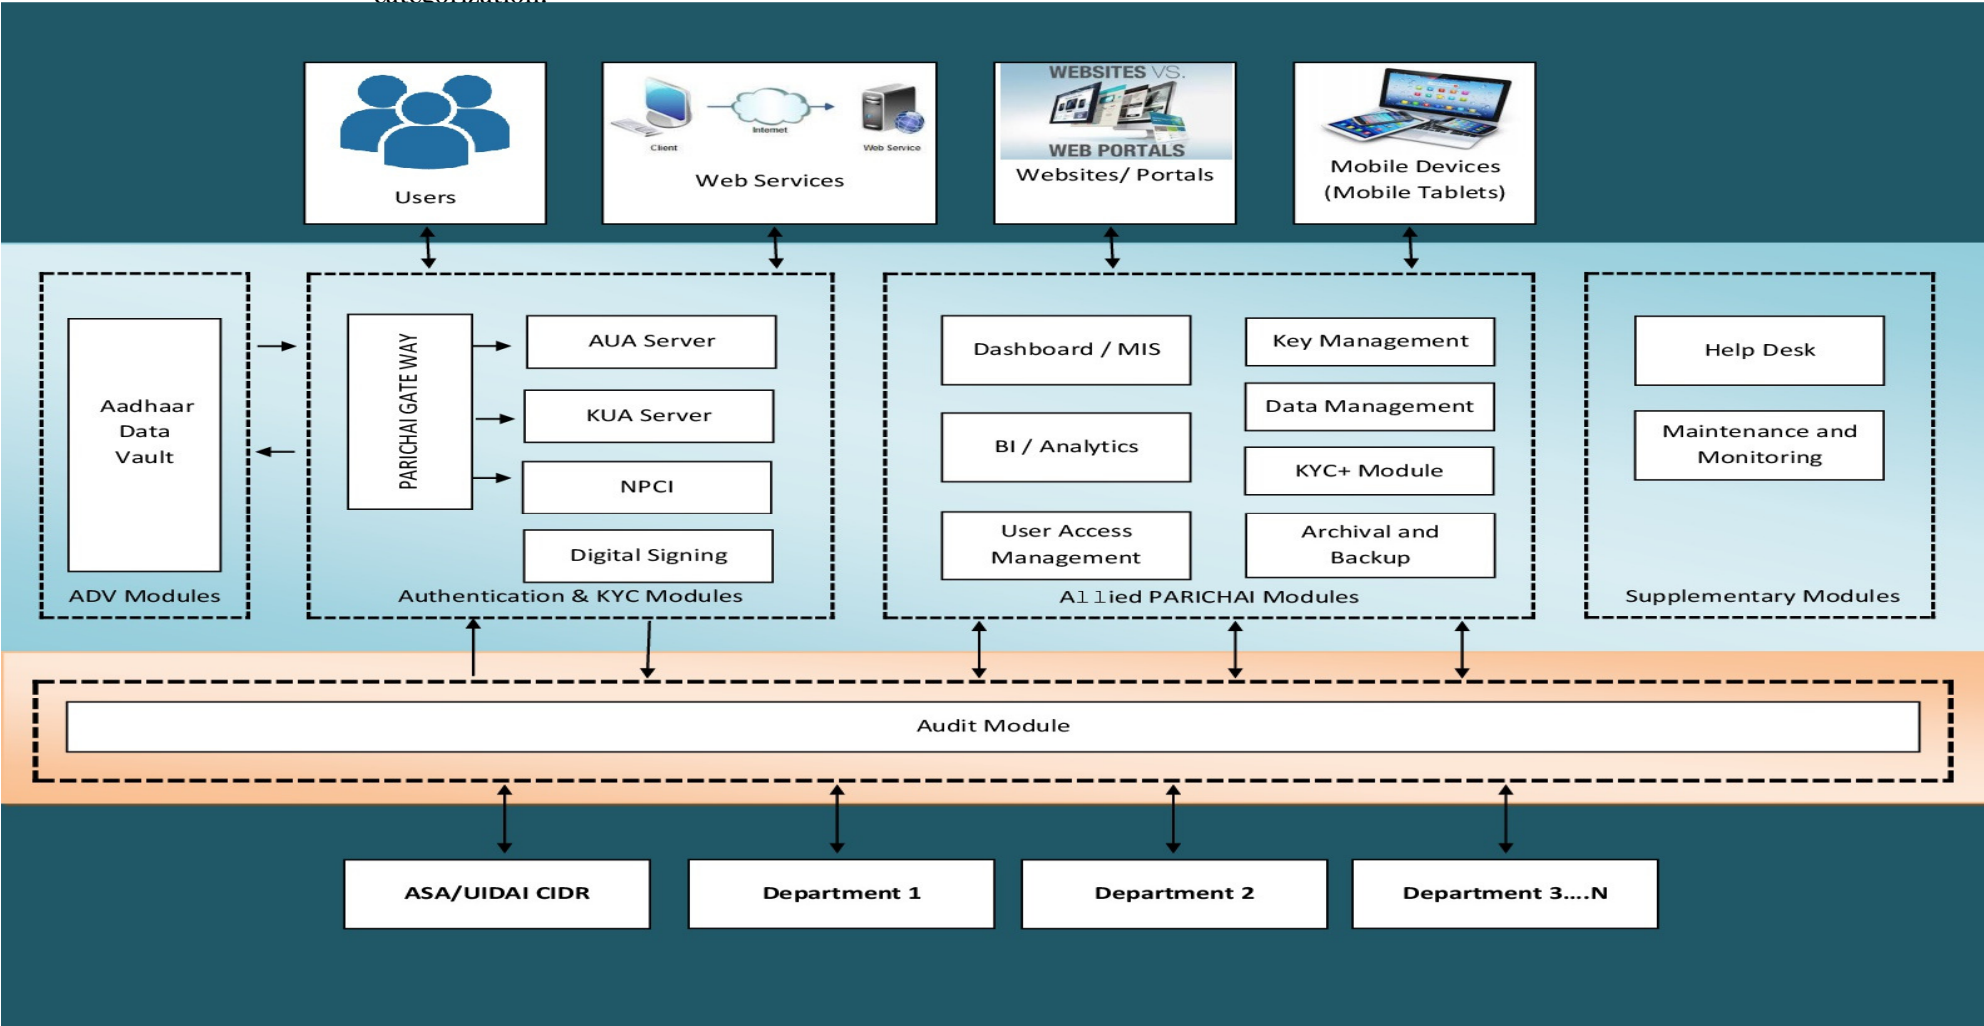 categorization.
Users
Client
Internet
Web Service
Web Services
WEBSITES VS.
WEB PORTALS
Websites/ Portals
Mobile Devices
(Mobile Tablets)
Aadhaar
Data
Vault
ADV Modules
PARICHAI GATE WAY
AUA Server
KUA Server
NPCI
Digital Signing
Authentication & KYC Modules
Dashboard / MIS
BI / Analytics
User Access
Management
Key Management
Data Management
KYC+ Module
Archival and
Backup
Allied PARICHAI Modules
Help Desk
Maintenance and
Monitoring
Supplementary Modules
Audit Module
ASA/UIDAI CIDR
Department 1
Department 2
Department 3....N